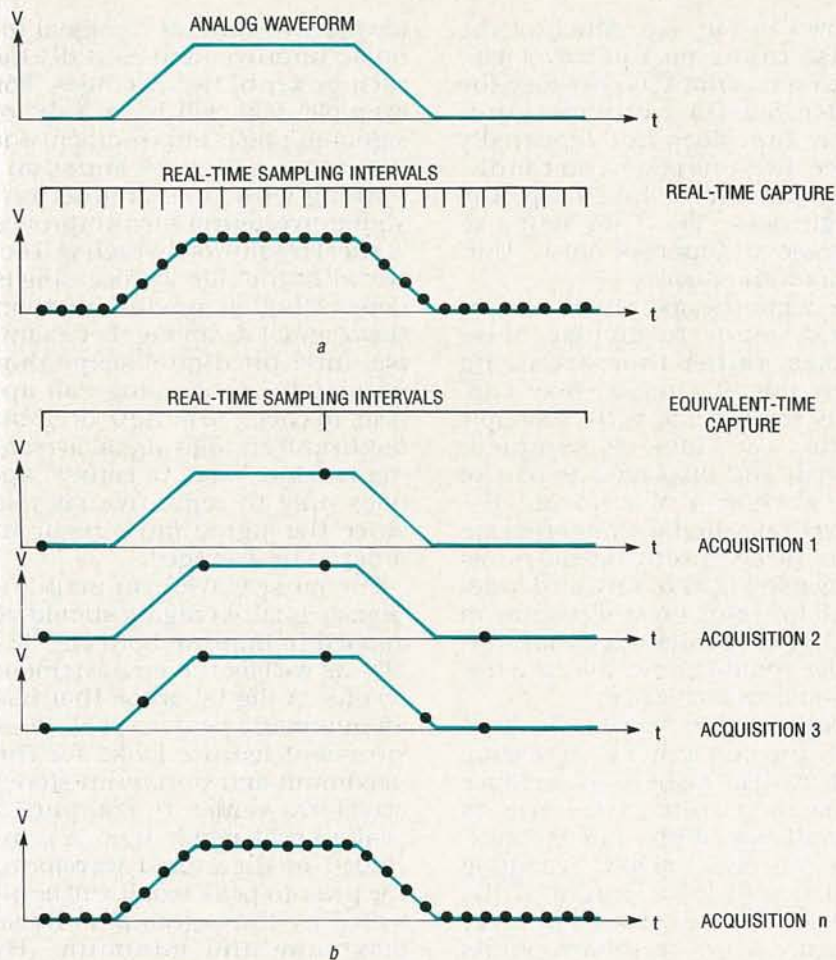 V
ANALOG WAVEFORM
t
REAL-TIME SAMPLING INTERVALS
REAL-TIME CAPTURE
V
t
a
REAL-TIME SAMPLING INTERVALS
EQUIVALENT-TIME
CAPTURE
V
t
ACQUISITION 1
V
t
ACQUISITION 2
V
t
ACQUISITION 3
V
t
ACQUISITION n
b